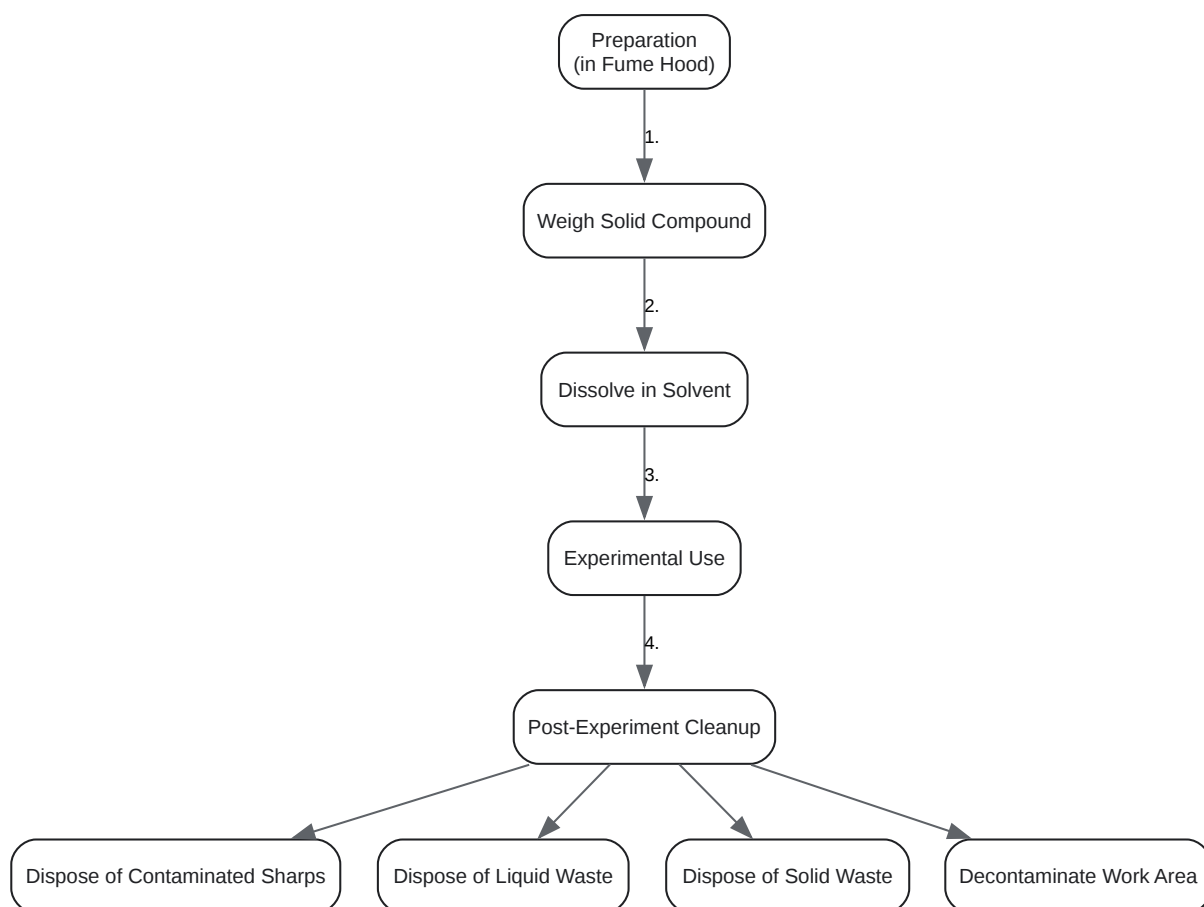 Preparation
(in Fume Hood)
1.
Weigh Solid Compound
2.
Dissolve in Solvent
3.
Experimental Use
4.
Post-Experiment Cleanup
Dispose of Contaminated Sharps
Dispose of Liquid Waste
Dispose of Solid Waste
Decontaminate Work Area